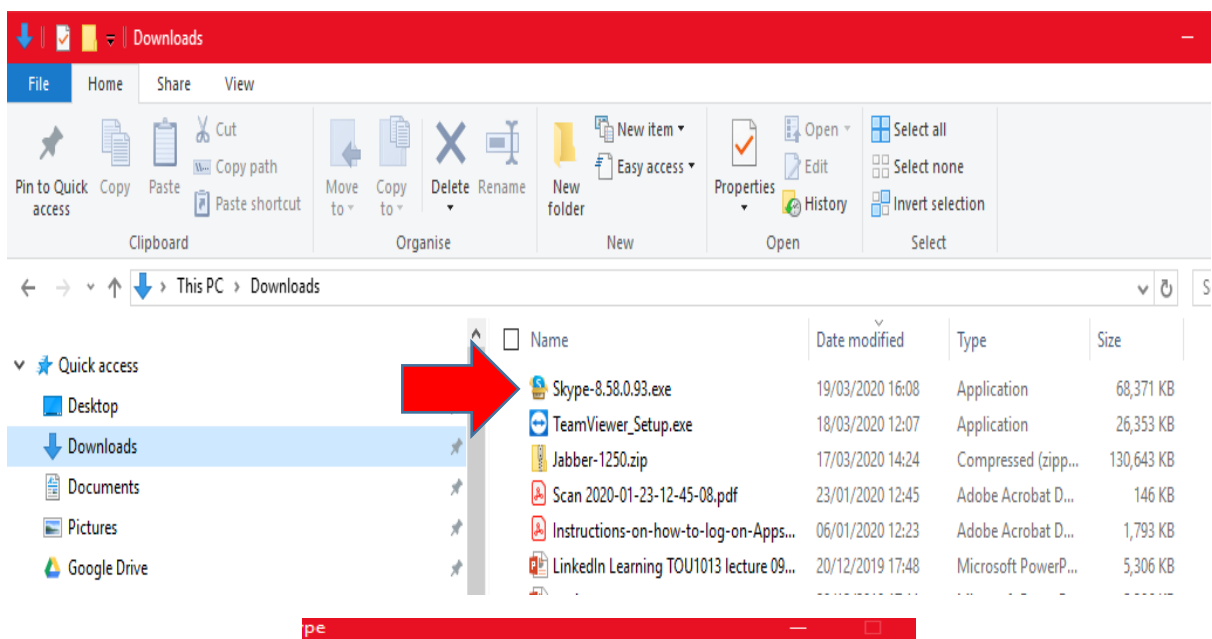 Downloads
File Home Share View
Pin to Quick access
Copy
Paste
Cut
Copy path
Paste shortcut
Clipboard
Move to
Copy to
Delete
Rename
Organise
New folder
New item
Easy access
New
Properties
Open
Edit
History
Open
Select all
Select none
Invert selection
Select
This PC > Downloads
S
Quick access
Desktop
Downloads
Documents
Pictures
Google Drive
Name Date modified Type Size
Skype-8.58.0.93.exe 19/03/2020 16:08 Application 68,371 KB
TeamViewer_Setup.exe 18/03/2020 12:07 Application 26,353 KB
Jabber-1250.zip 17/03/2020 14:24 Compressed (zipp... 130,643 KB
Scan 2020-01-23-12-45-08.pdf 23/01/2020 12:45 Adobe Acrobat D... 146 KB
Instructions-on-how-to-log-on-Apps... 06/01/2020 12:23 Adobe Acrobat D... 1,793 KB
LinkedIn Learning TOU1013 lecture 09... 20/12/2019 17:48 Microsoft PowerP... 5,306 KB
ype